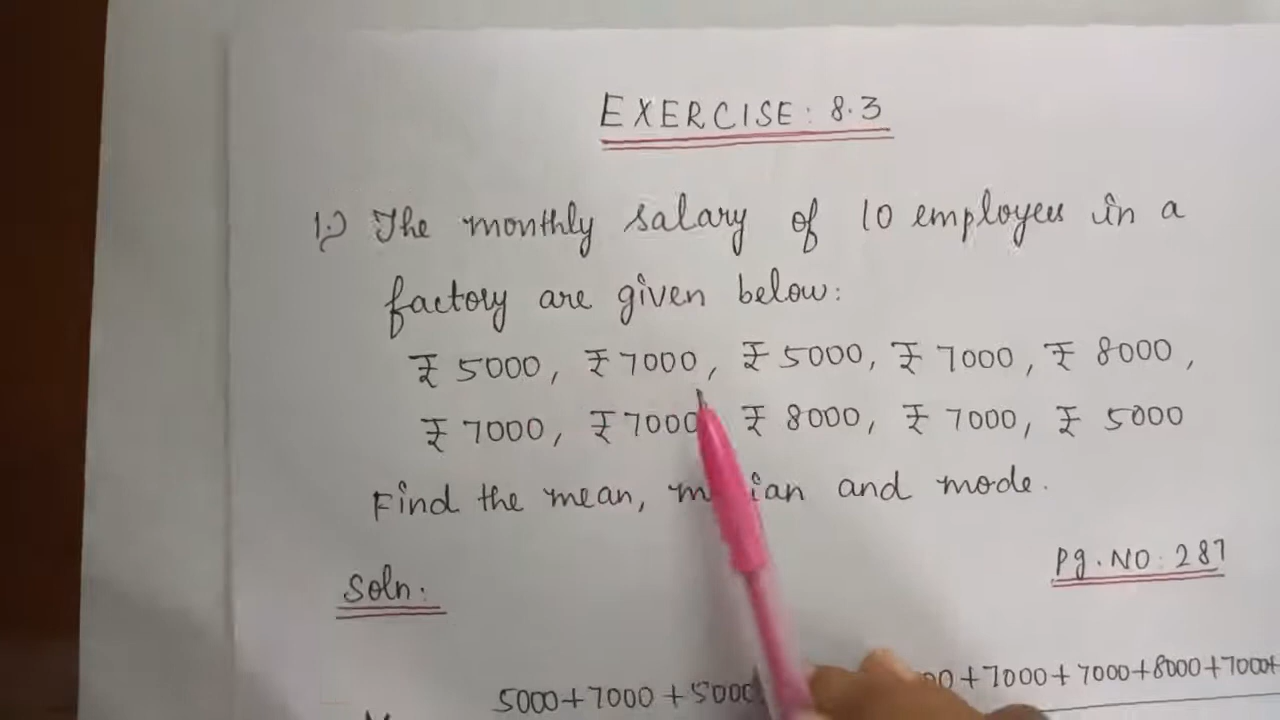 EXERCISE: 8.3
1.) The monthly salary of 10 employees in a
factory are given below:
₹ 5000, ₹ 7000, ₹ 5000, ₹ 7000, ₹ 8000,
₹ 7000, ₹ 7000 ₹ 8000, ₹ 7000, ₹ 5000
Find the mean, and mode.
Pg.NO: 287
Soln.
5000+7000+5000 +7000+7000+8000+7000+